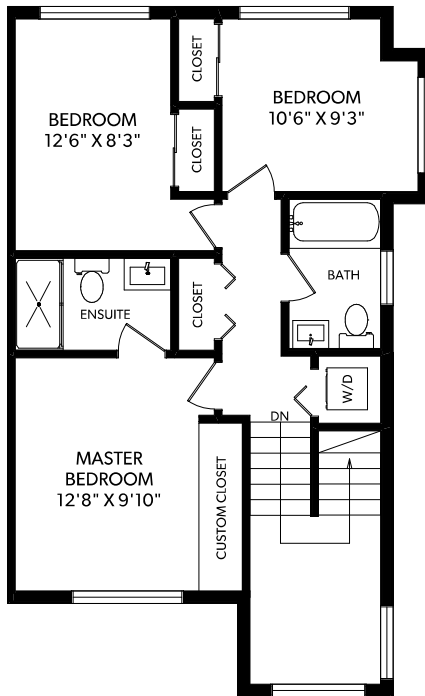 CLOSET
BEDROOM
12'6" X 8'3"
BEDROOM
10'6" X 9'3"
CLOSET
ENSUITE
CLOSET
BATH
W/D
DN
MASTER
BEDROOM
12'8" X 9'10"
CUSTOM CLOSET